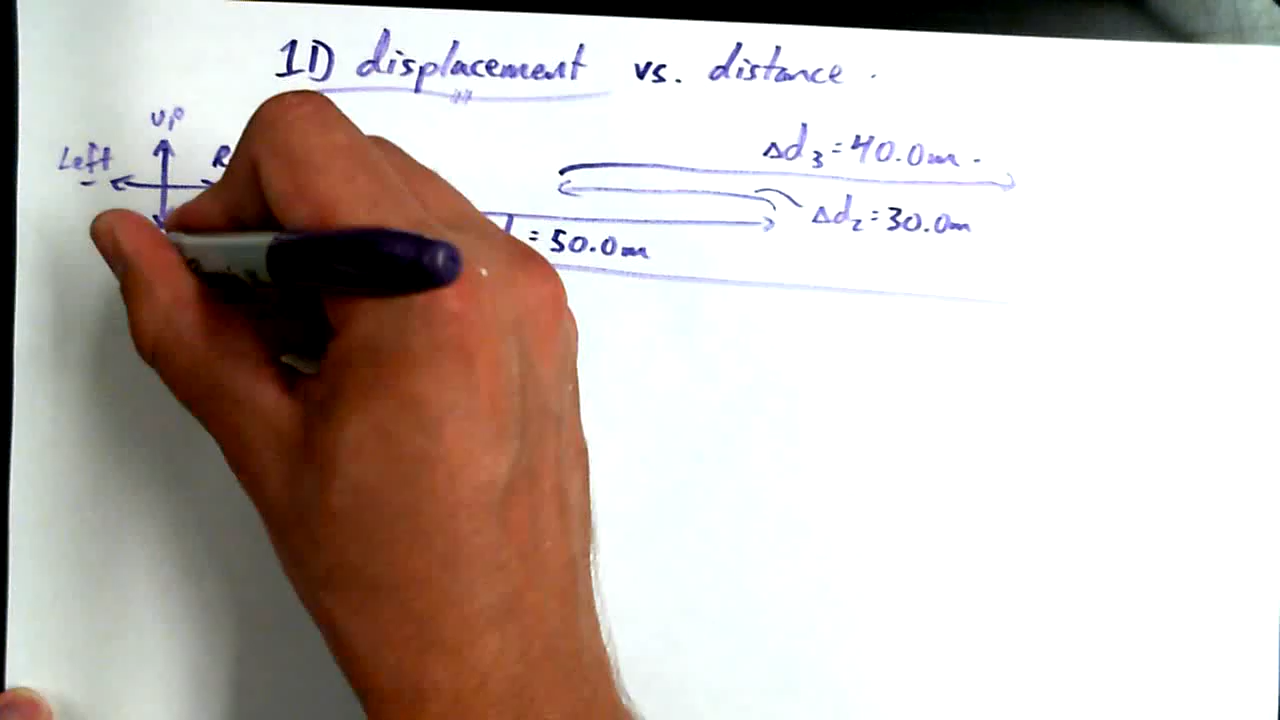 1D displacement vs. distance.
up
Left R
-
Δd₃ = 40.0m.
Δd₂ = 30.0m
= 50.0m